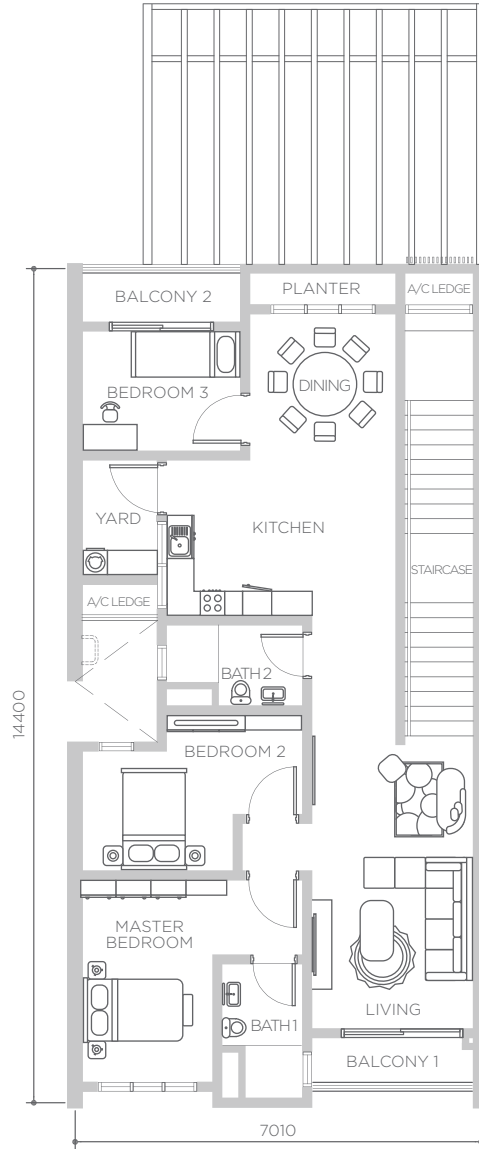 BALCONY 2
PLANTER
A/C LEDGE
BEDROOM 3
DINING
YARD
KITCHEN
STAIRCASE
A/C LEDGE
BATH 2
14400
BEDROOM 2
MASTER
BEDROOM
LIVING
BATH 1
BALCONY 1
7010